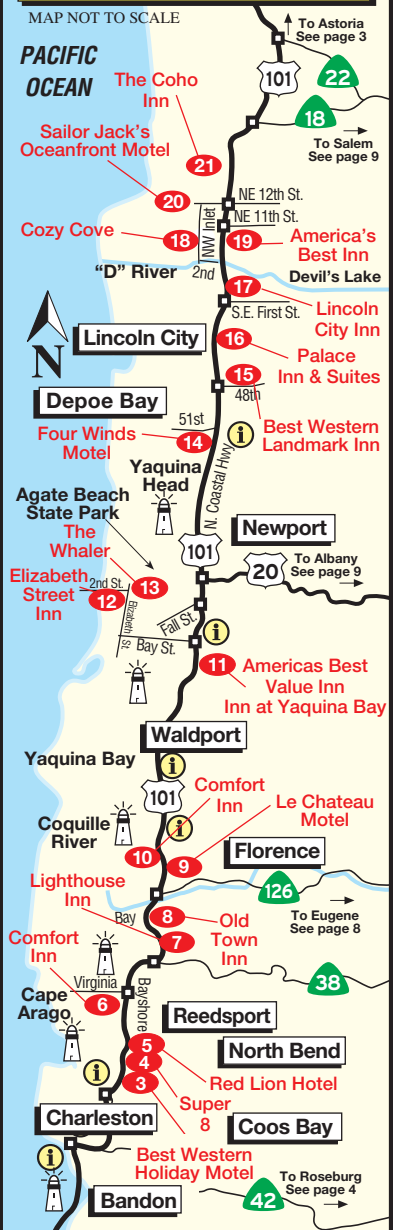 MAP NOT TO SCALE
To Astoria
See page 3
PACIFIC
OCEAN
101
22
The Coho
Inn
18
To Salem
See page 9
Sailor Jack's
Oceanfront Motel
21
20
NE 12th St.
NE 11th St.
Cozy Cove
18
NW Inlet
19
America's
Best Inn
"D" River
2nd
Devil's Lake
17
S.E. First St.
Lincoln
City Inn
N
Lincoln City
16
Palace
Inn & Suites
15
48th
Depoe Bay
51st
Four Winds
Motel
14
i
Best Western
Landmark Inn
N. Coastal Hwy
Yaquina
Head
Agate Beach
State Park
Newport
The
Whaler
101
20
To Albany
See page 9
Elizabeth
Street
Inn
2nd St.
13
12
Elizabeth St.
Fall St.
Bay St.
i
11
Americas Best
Value Inn
Inn at Yaquina Bay
Waldport
Yaquina Bay
i
101
Comfort
Inn
Coquille
River
i
Le Chateau
Motel
10
9
Florence
Lighthouse
Inn
126
Bay
8
Old
Town
Inn
To Eugene
See page 8
7
Comfort
Inn
38
Virginia
6
Bayshore
Cape
Arago
Reedsport
5
North Bend
4
i
3
Red Lion Hotel
Super
8
Charleston
Coos Bay
Best Western
Holiday Motel
i
To Roseburg
See page 4
Bandon
42